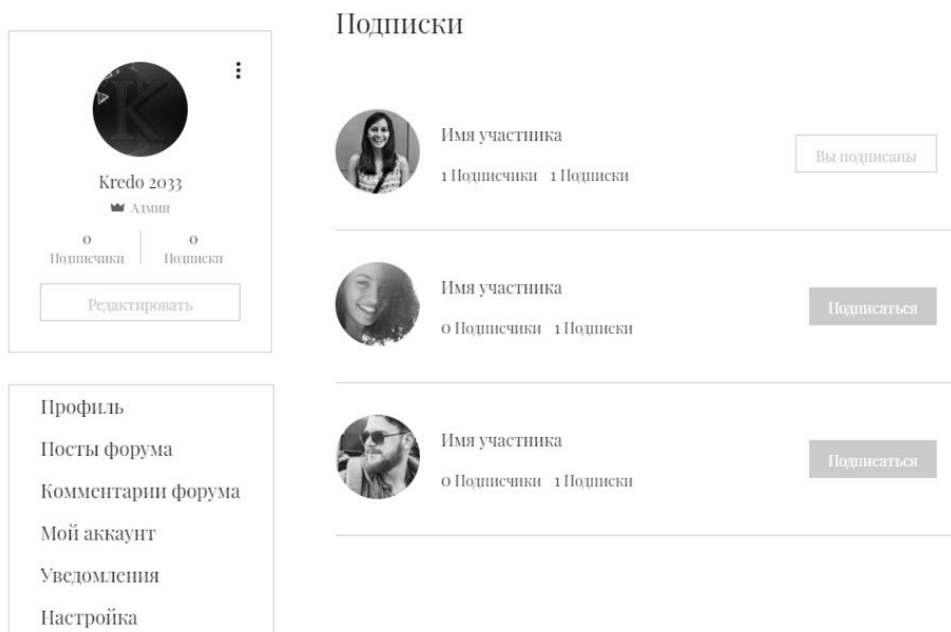 Подписки
Kredo 2033
Админ
0 0
Подписчики Подписки
Редактировать
Профиль
Посты форума
Комментарии форума
Мой аккаунт
Уведомления
Настройка
Имя участника
1 Подписчики 1 Подписки
Вы подписаны
Имя участника
0 Подписчики 1 Подписки
Подписаться
Имя участника
0 Подписчики 1 Подписки
Подписаться